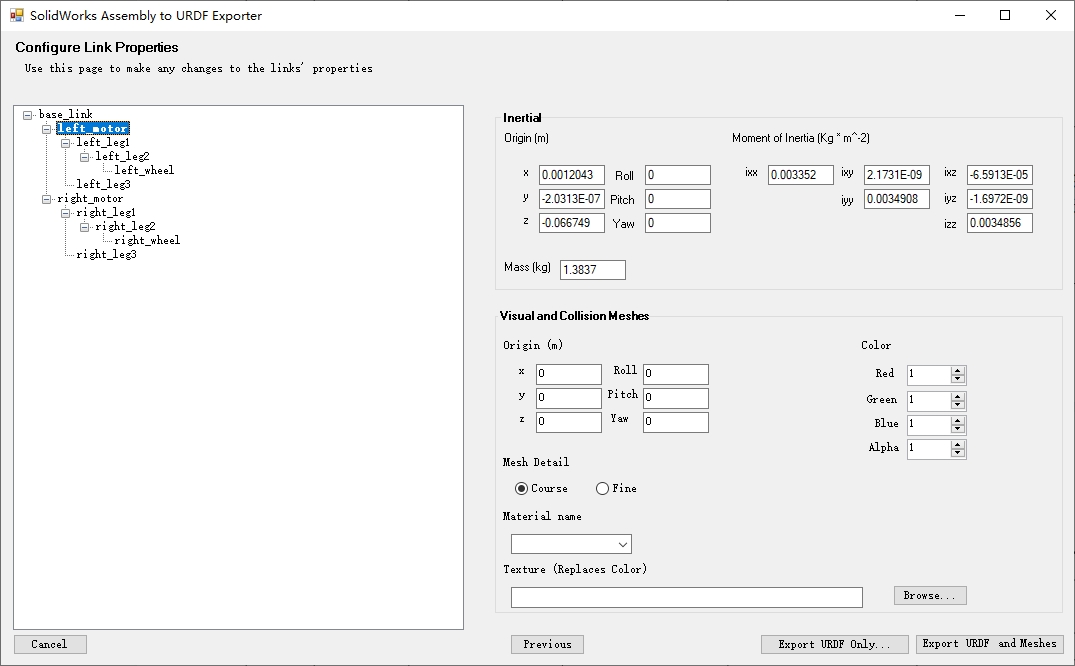 SolidWorks Assembly to URDF Exporter
Configure Link Properties
Use this page to make any changes to the links' properties
base_link
left_motor
left_leg1
left_leg2
left_wheel
left_leg3
right_motor
right_leg1
right_leg2
right_wheel
right_leg3
Inertial
Origin (m) Moment of Inertia (Kg * m^-2)
x 0.0012043 Roll 0 ixx 0.003352 ixy 2.1731E-09 ixz -6.5913E-05
y -2.0313E-07 Pitch 0 iyy 0.0034908 iyz -1.6972E-09
z -0.066749 Yaw 0 izz 0.0034856
Mass (kg) 1.3837
Visual and Collision Meshes
Origin (m) Color
x 0 Roll 0 Red 1
y 0 Pitch 0 Green 1
z 0 Yaw 0 Blue 1
Alpha 1
Mesh Detail
Course Fine
Material name
Texture (Replaces Color)
Browse...
Cancel Previous Export URDF Only... Export URDF and Meshes